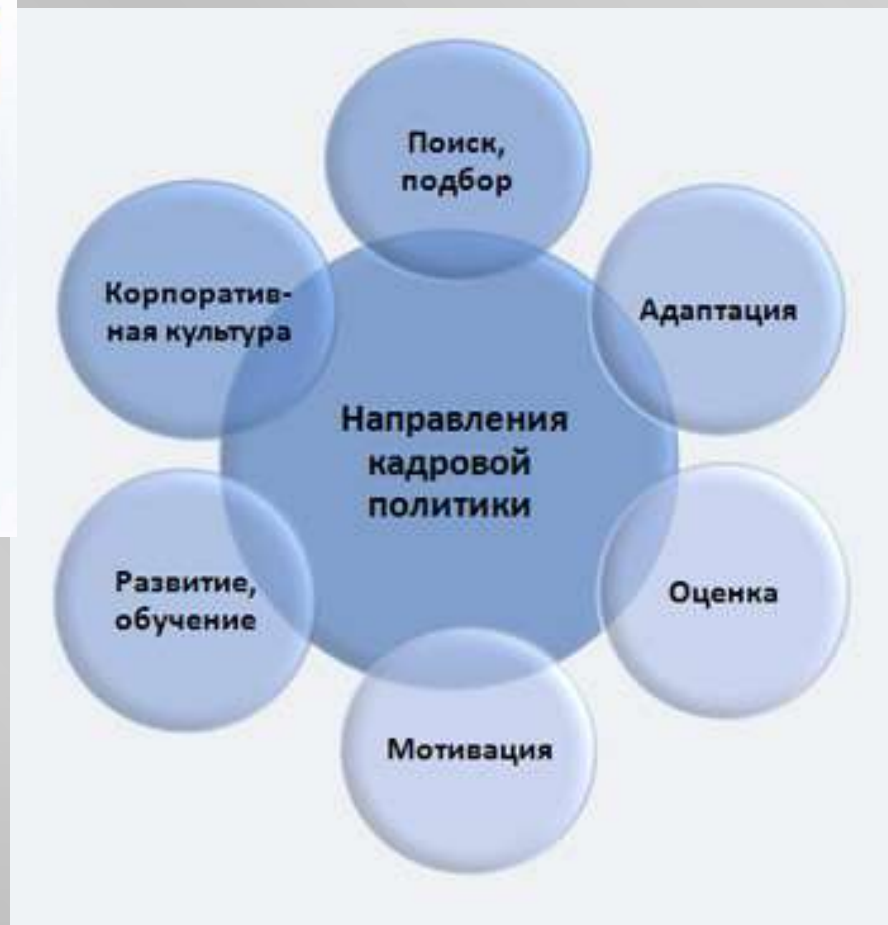 Поиск,
подбор
Адаптация
Оценка
Мотивация
Развитие,
обучение
Корпоратив-
ная культура
Направления
кадровой
политики